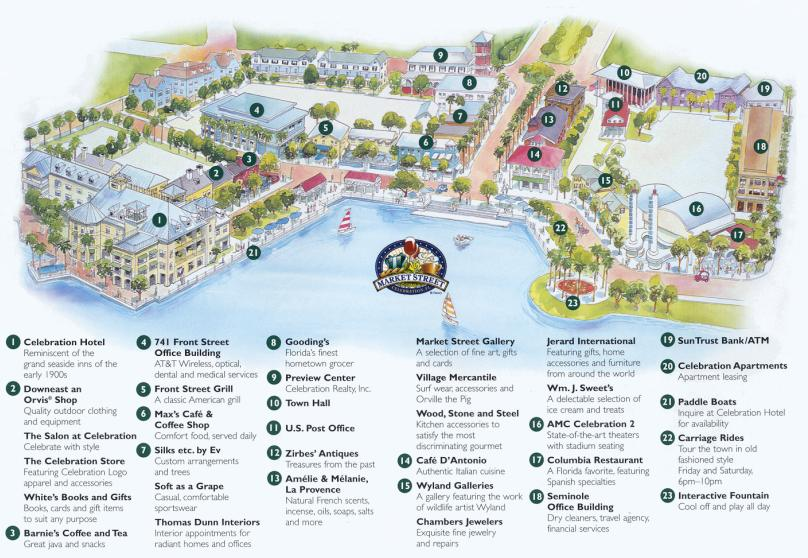 9
8
4
5
7
6
3
2
1
21
12
13
14
10
20
19
11
18
15
16
17
22
23
MARKET STREET
CELEBRATION, FL
1 Celebration Hotel
Reminiscent of the
grand seaside inns of the
early 1900s
2 Downeast an
Orvis® Shop
Quality outdoor clothing
and equipment
The Salon at Celebration
Celebrate with style
The Celebration Store
Featuring Celebration Logo
apparel and accessories
White's Books and Gifts
Books, cards and gift items
to suit any purpose
3 Barnie's Coffee and Tea
Great java and snacks
4 741 Front Street
Office Building
AT&T Wireless, optical,
dental and medical services
5 Front Street Grill
A classic American grill
6 Max's Café &
Coffee Shop
Comfort food, served daily
7 Silks etc. by Ev
Custom arrangements
and trees
Soft as a Grape
Casual, comfortable
sportswear
Thomas Dunn Interiors
Interior appointments for
radiant homes and offices
8 Gooding's
Florida's finest
hometown grocer
9 Preview Center
Celebration Realty, Inc.
10 Town Hall
11 U.S. Post Office
12 Zirbes' Antiques
Treasures from the past
13 Amélie & Mélanie,
La Provence
Natural French scents,
incense, oils, soaps, salts
and more
Market Street Gallery
A selection of fine art, gifts
and cards
Village Mercantile
Surf wear, accessories and
Orville the Pig
Wood, Stone and Steel
Kitchen accessories to
satisfy the most
discriminating gourmet
14 Café D'Antonio
Authentic Italian cuisine
15 Wyland Galleries
A gallery featuring the work
of wildlife artist Wyland
Chambers Jewelers
Exquisite fine jewelry
and repairs
Jerard International
Featuring gifts, home
accessories and furniture
from around the world
Wm. J. Sweet's
A delectable selection of
ice cream and treats
16 AMC Celebration 2
State-of-the-art theaters
with stadium seating
17 Columbia Restaurant
A Florida favorite, featuring
Spanish specialties
18 Seminole
Office Building
Dry cleaners, travel agency,
financial services
19 SunTrust Bank/ATM
20 Celebration Apartments
Apartment leasing
21 Paddle Boats
Inquire at Celebration Hotel
for availability
22 Carriage Rides
Tour the town in old
fashioned style
Friday and Saturday,
6pm–10pm
23 Interactive Fountain
Cool off and play all day